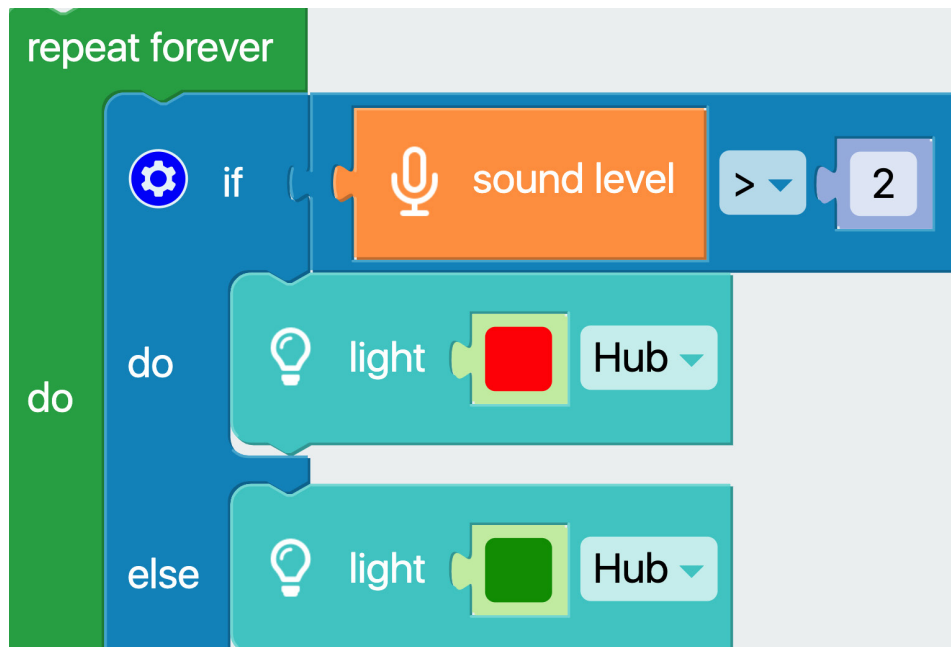 repeat forever
if sound level > 2
do
do light Hub
else light Hub